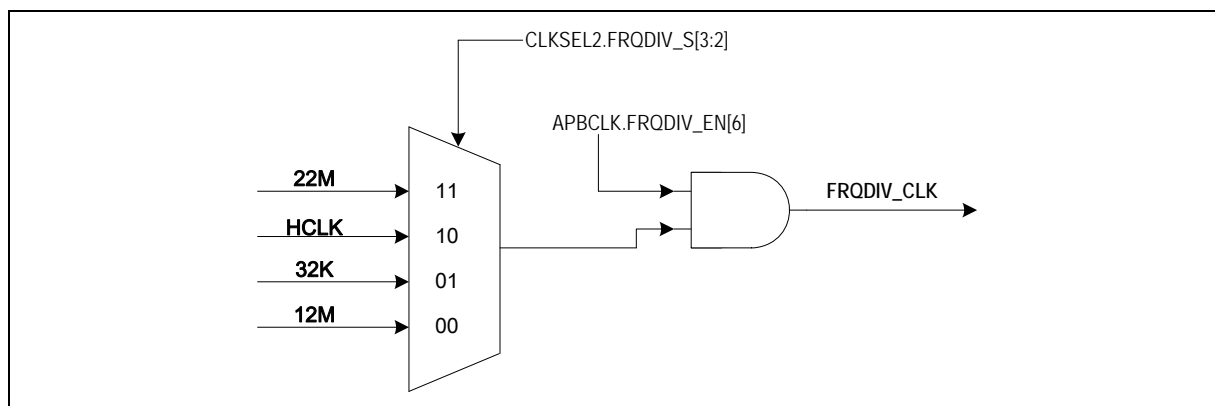 CLKSEL2.FRQDIV_S[3:2]
APBCLK.FRQDIV_EN[6]
22M
11
FRQDIV_CLK
HCLK
10
32K
01
12M
00